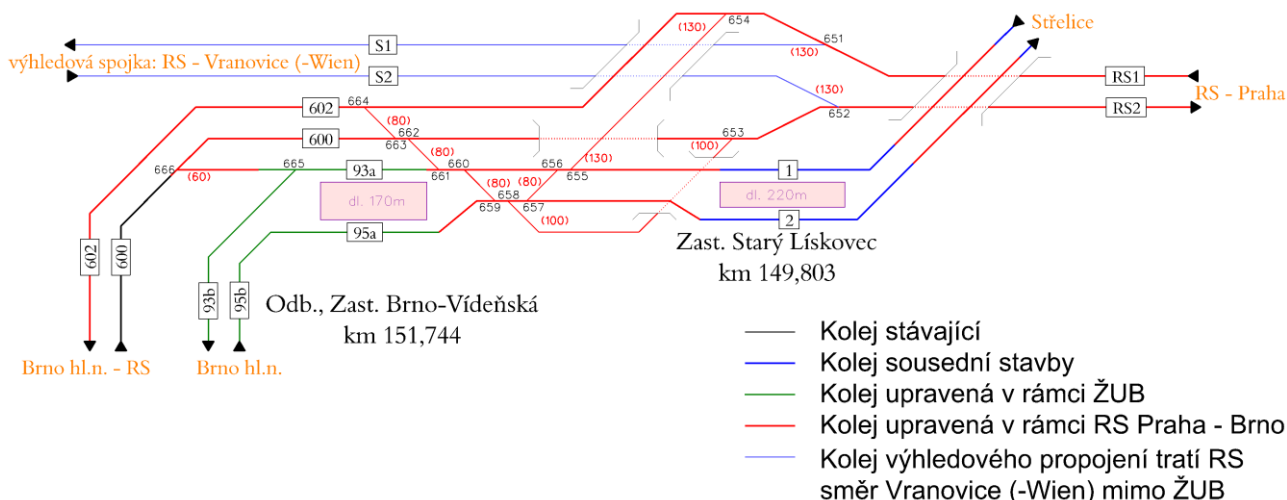 (130)
654
651
Střelice
S1
(130)
výhledová spojka: RS - Vranovice (-Wien)
S2
(130)
RS1
RS - Praha
RS2
602
664
652
(80)
600
662
663
653
(100)
(80)
666
665
93a
660
656
(130)
1
(60)
661
655
(80)
(80)
dl. 170m
658
dl. 220m
659
657
2
95a
(100)
Zast. Starý Lískovec
km 149,803
602
600
93b
95b
Odb., Zast. Brno-Vídeňská
km 151,744
Brno hl.n. - RS
Brno hl.n.
Kolej stávající
Kolej sousední stavby
Kolej upravená v rámci ŽUB
Kolej upravená v rámci RS Praha - Brno
Kolej výhledového propojení tratí RS
směr Vranovice (-Wien) mimo ŽUB